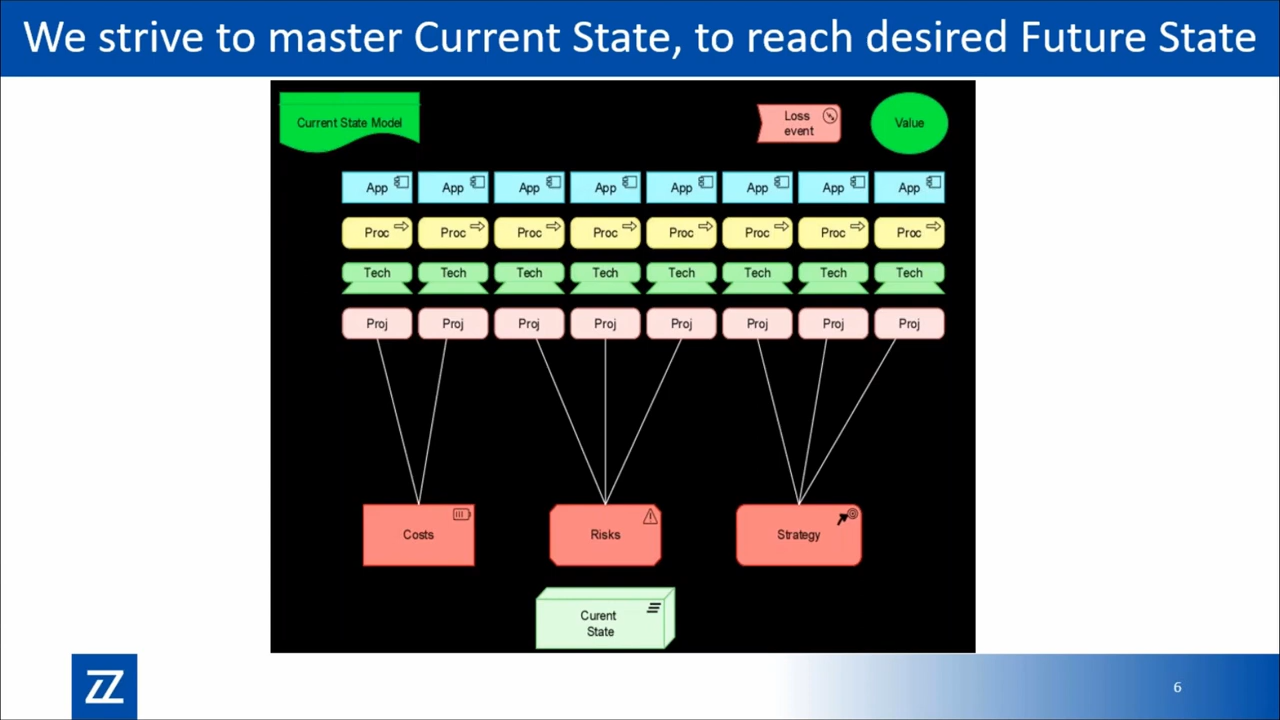 We strive to master Current State, to reach desired Future State
Current State Model
Loss
event
Value
App App App App App App App App
Proc Proc Proc Proc Proc Proc Proc Proc
Tech Tech Tech Tech Tech Tech Tech Tech
Proj Proj Proj Proj Proj Proj Proj Proj
Costs
Risks
Strategy
Curent
State
ZZ
6